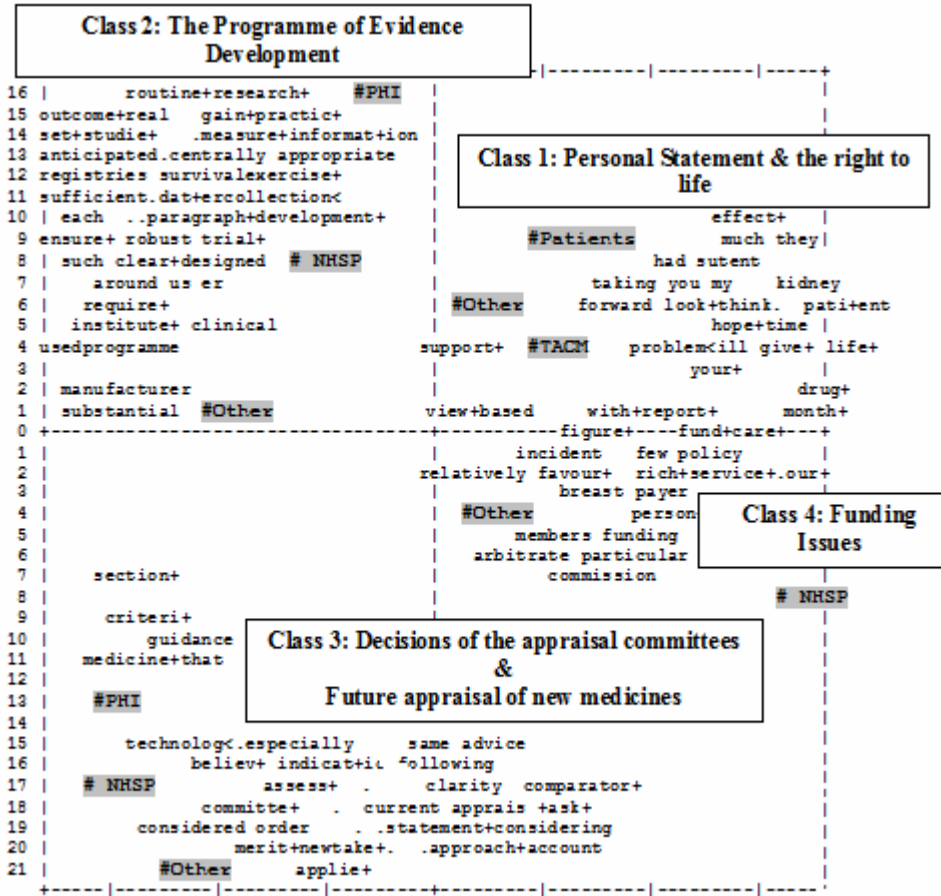 Class 2: The Programme of Evidence
Development
-|---------|---------|-----+
16 | routine+research+ #PHI | |
15 outcome+real gain+practic+ |
14 set+studie+ .measure+informat+ion |
13 anticipated.centrally appropriate
12 registries survivalexercise+
Class 1: Personal Statement & the right to
life
11 sufficient.dat+ercollection<
10 | each ..paragraph+development+ | effect+
9 ensure+ robust trial+ | #Patients much they|
8 | such clear+designed # NHSP | had sutent
7 | around us er | taking you my kidney
6 | require+ | #Other forward look+think. pati+ent
5 | institute+ clinical | hope+time |
4 usedprogramme support+ #TACM problem<ill give+ life+
3 | | your+ |
2 | manufacturer | drug+
1 | substantial #Other view+based with+report+ month+
0 +----------------------------------+-----------figure+----fund+care+---+
1 | | incident few policy |
2 | relatively favour+ rich+service+.our+
3 | | breast payer
4 | | #Other person
Class 4: Funding
Issues
5 | | members funding
6 | | arbitrate particular
7 | section+ | commission |
8 | | # NHSP
9 | criteri+ |
10 | guidance
11 | medicine+that
Class 3: Decisions of the appraisal committees
&
Future appraisal of new medicines
12 |
13 | #PHI
14 |
15 | technolog<.especially same advice |
16 | believ+ indicat+ following |
17 | # NHSP assess+ . clarity comparator+ |
18 | committe+ . current apprais +ask+ |
19 | considered order . .statement+considering |
20 | merit+newtake+. .approach+account |
21 | #Other applie+ |
+-----|---------|---------|---------+---------|---------|---------|-----